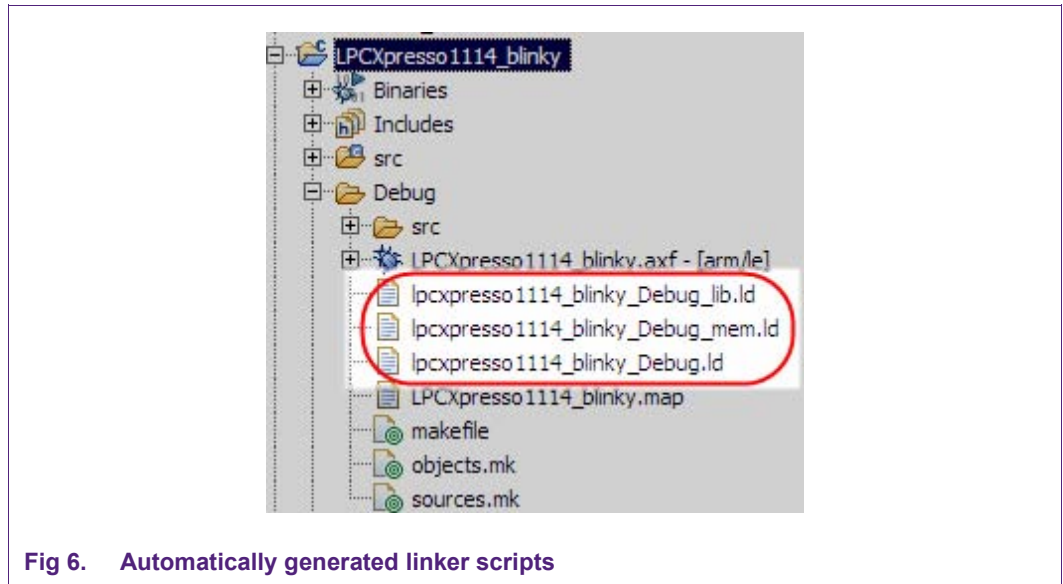 LPCXpresso1114_blinky
Binaries
Includes
src
Debug
src
LPCXpresso1114_blinky.axf - [arm/le]
lpcxpresso1114_blinky_Debug_lib.ld
lpcxpresso1114_blinky_Debug_mem.ld
lpcxpresso1114_blinky_Debug.ld
LPCXpresso1114_blinky.map
makefile
objects.mk
sources.mk
Fig 6. Automatically generated linker scripts